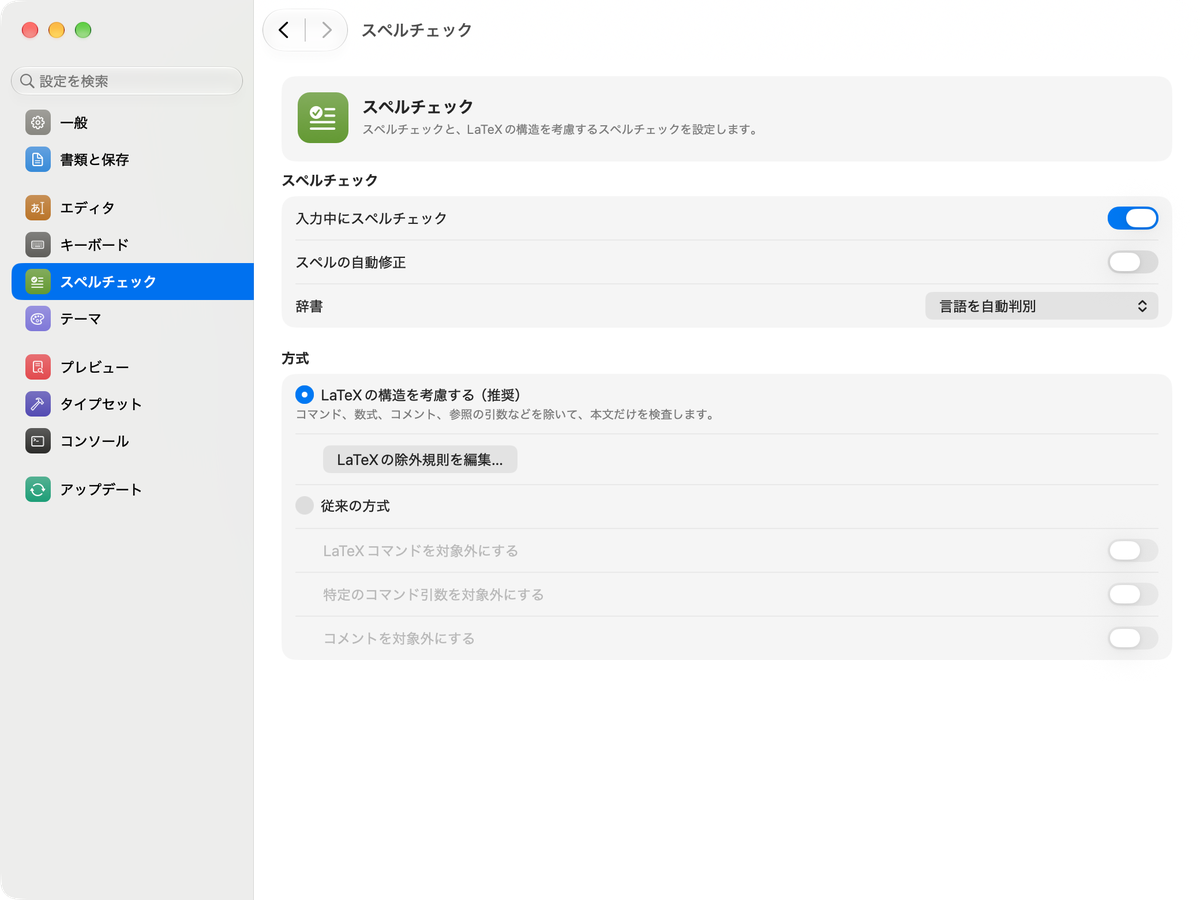 スペルチェック
設定を検索
一般
書類と保存
エディタ
キーボード
スペルチェック
テーマ
プレビュー
タイプセット
コンソール
アップデート
スペルチェック
スペルチェックと、LaTeX の構造を考慮するスペルチェックを設定します。
スペルチェック
入力中にスペルチェック
スペルの自動修正
辞書
言語を自動判別
方式
LaTeX の構造を考慮する（推奨）
コマンド、数式、コメント、参照の引数などを除いて、本文だけを検査します。
LaTeX の除外規則を編集...
従来の方式
LaTeX コマンドを対象外にする
特定のコマンド引数を対象外にする
コメントを対象外にする